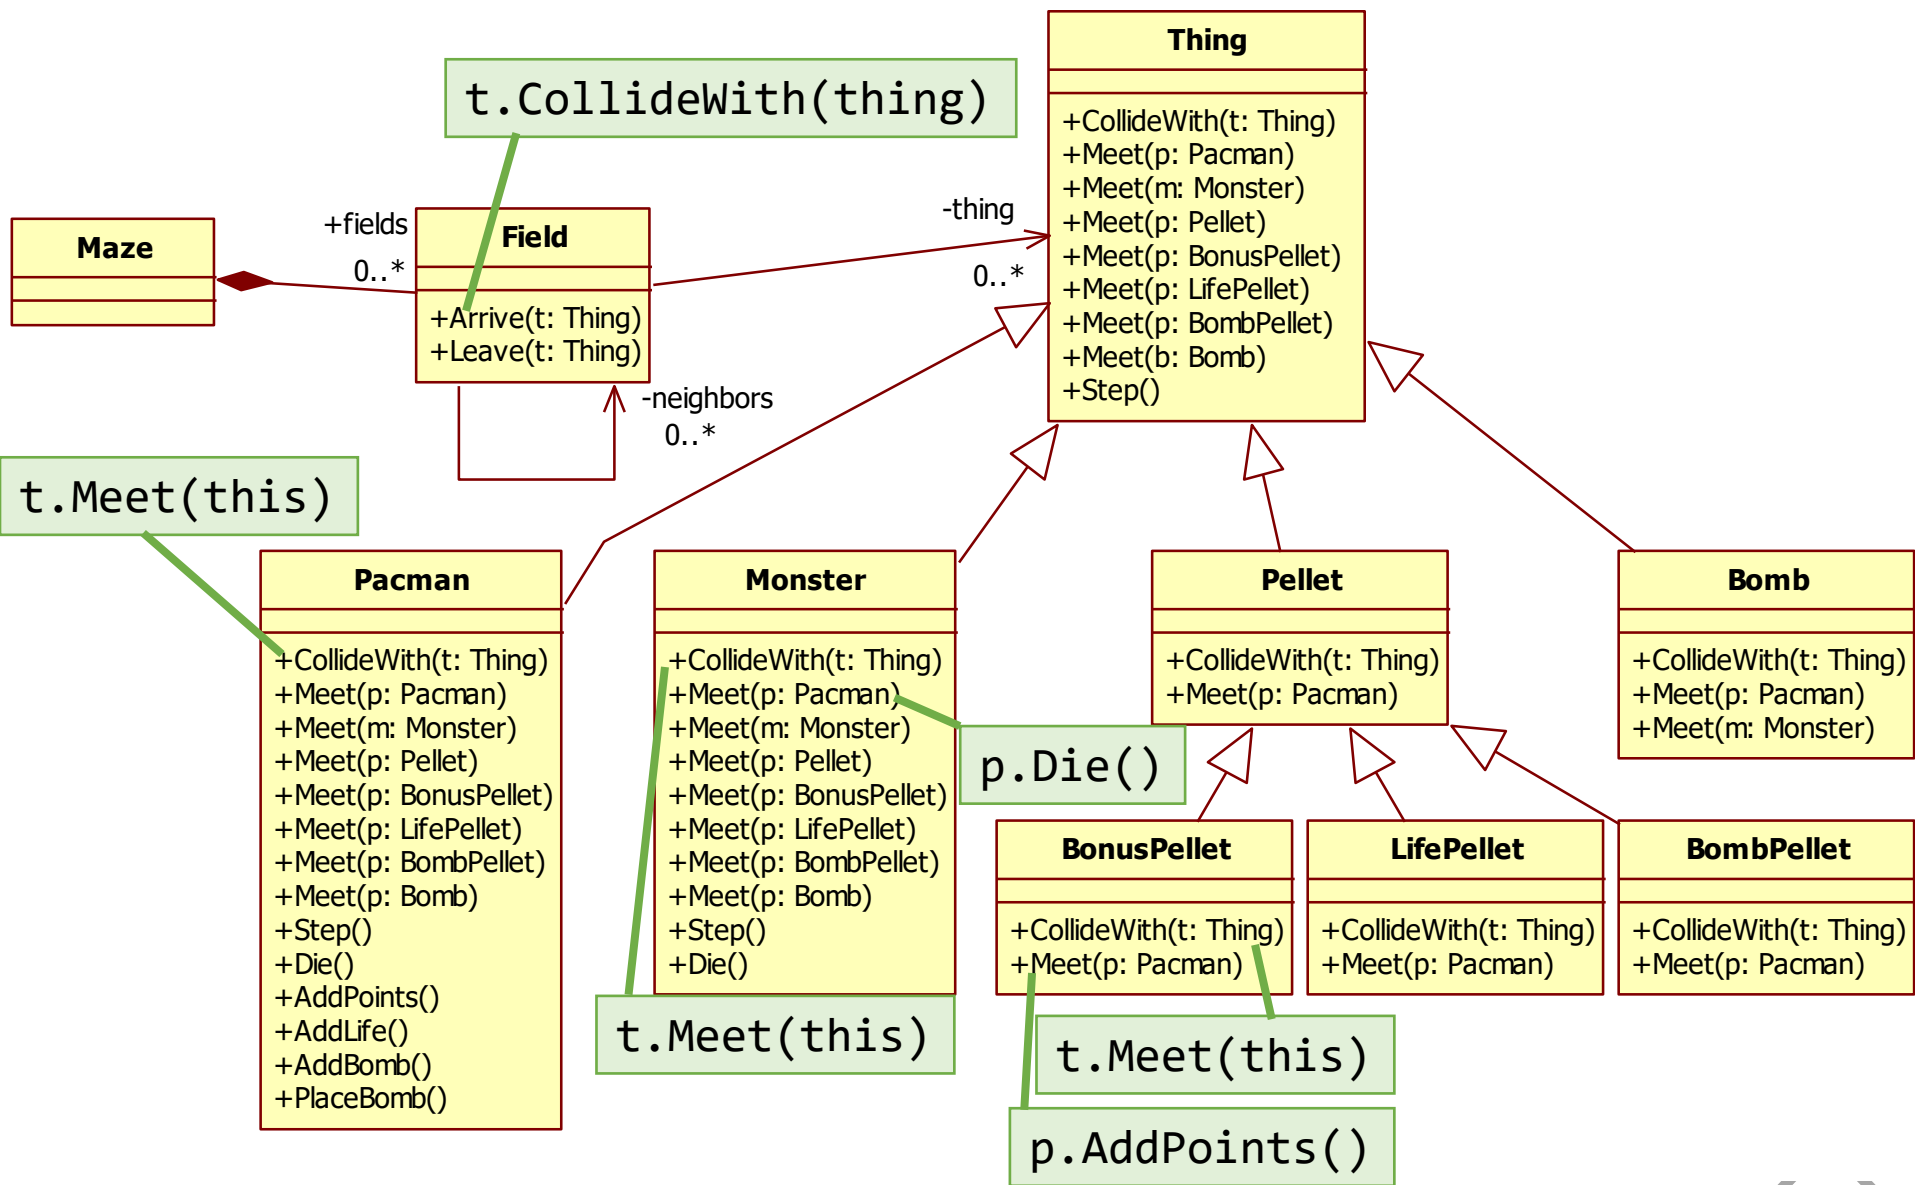 Thing
+CollideWith(t: Thing)
+Meet(p: Pacman)
+Meet(m: Monster)
+Meet(p: Pellet)
+Meet(p: BonusPellet)
+Meet(p: LifePellet)
+Meet(p: BombPellet)
+Meet(b: Bomb)
+Step()
t.CollideWith(thing)
Maze
+fields
0..*
Field
+Arrive(t: Thing)
+Leave(t: Thing)
-thing
0..*
-neighbors
0..*
t.Meet(this)
Pacman
+CollideWith(t: Thing)
+Meet(p: Pacman)
+Meet(m: Monster)
+Meet(p: Pellet)
+Meet(p: BonusPellet)
+Meet(p: LifePellet)
+Meet(p: BombPellet)
+Meet(p: Bomb)
+Step()
+Die()
+AddPoints()
+AddLife()
+AddBomb()
+PlaceBomb()
Monster
+CollideWith(t: Thing)
+Meet(p: Pacman)
+Meet(m: Monster)
+Meet(p: Pellet)
+Meet(p: BonusPellet)
+Meet(p: LifePellet)
+Meet(p: BombPellet)
+Meet(p: Bomb)
+Step()
+Die()
t.Meet(this)
p.Die()
Pellet
+CollideWith(t: Thing)
+Meet(p: Pacman)
Bomb
+CollideWith(t: Thing)
+Meet(p: Pacman)
+Meet(m: Monster)
BonusPellet
+CollideWith(t: Thing)
+Meet(p: Pacman)
LifePellet
+CollideWith(t: Thing)
+Meet(p: Pacman)
BombPellet
+CollideWith(t: Thing)
+Meet(p: Pacman)
t.Meet(this)
p.AddPoints()